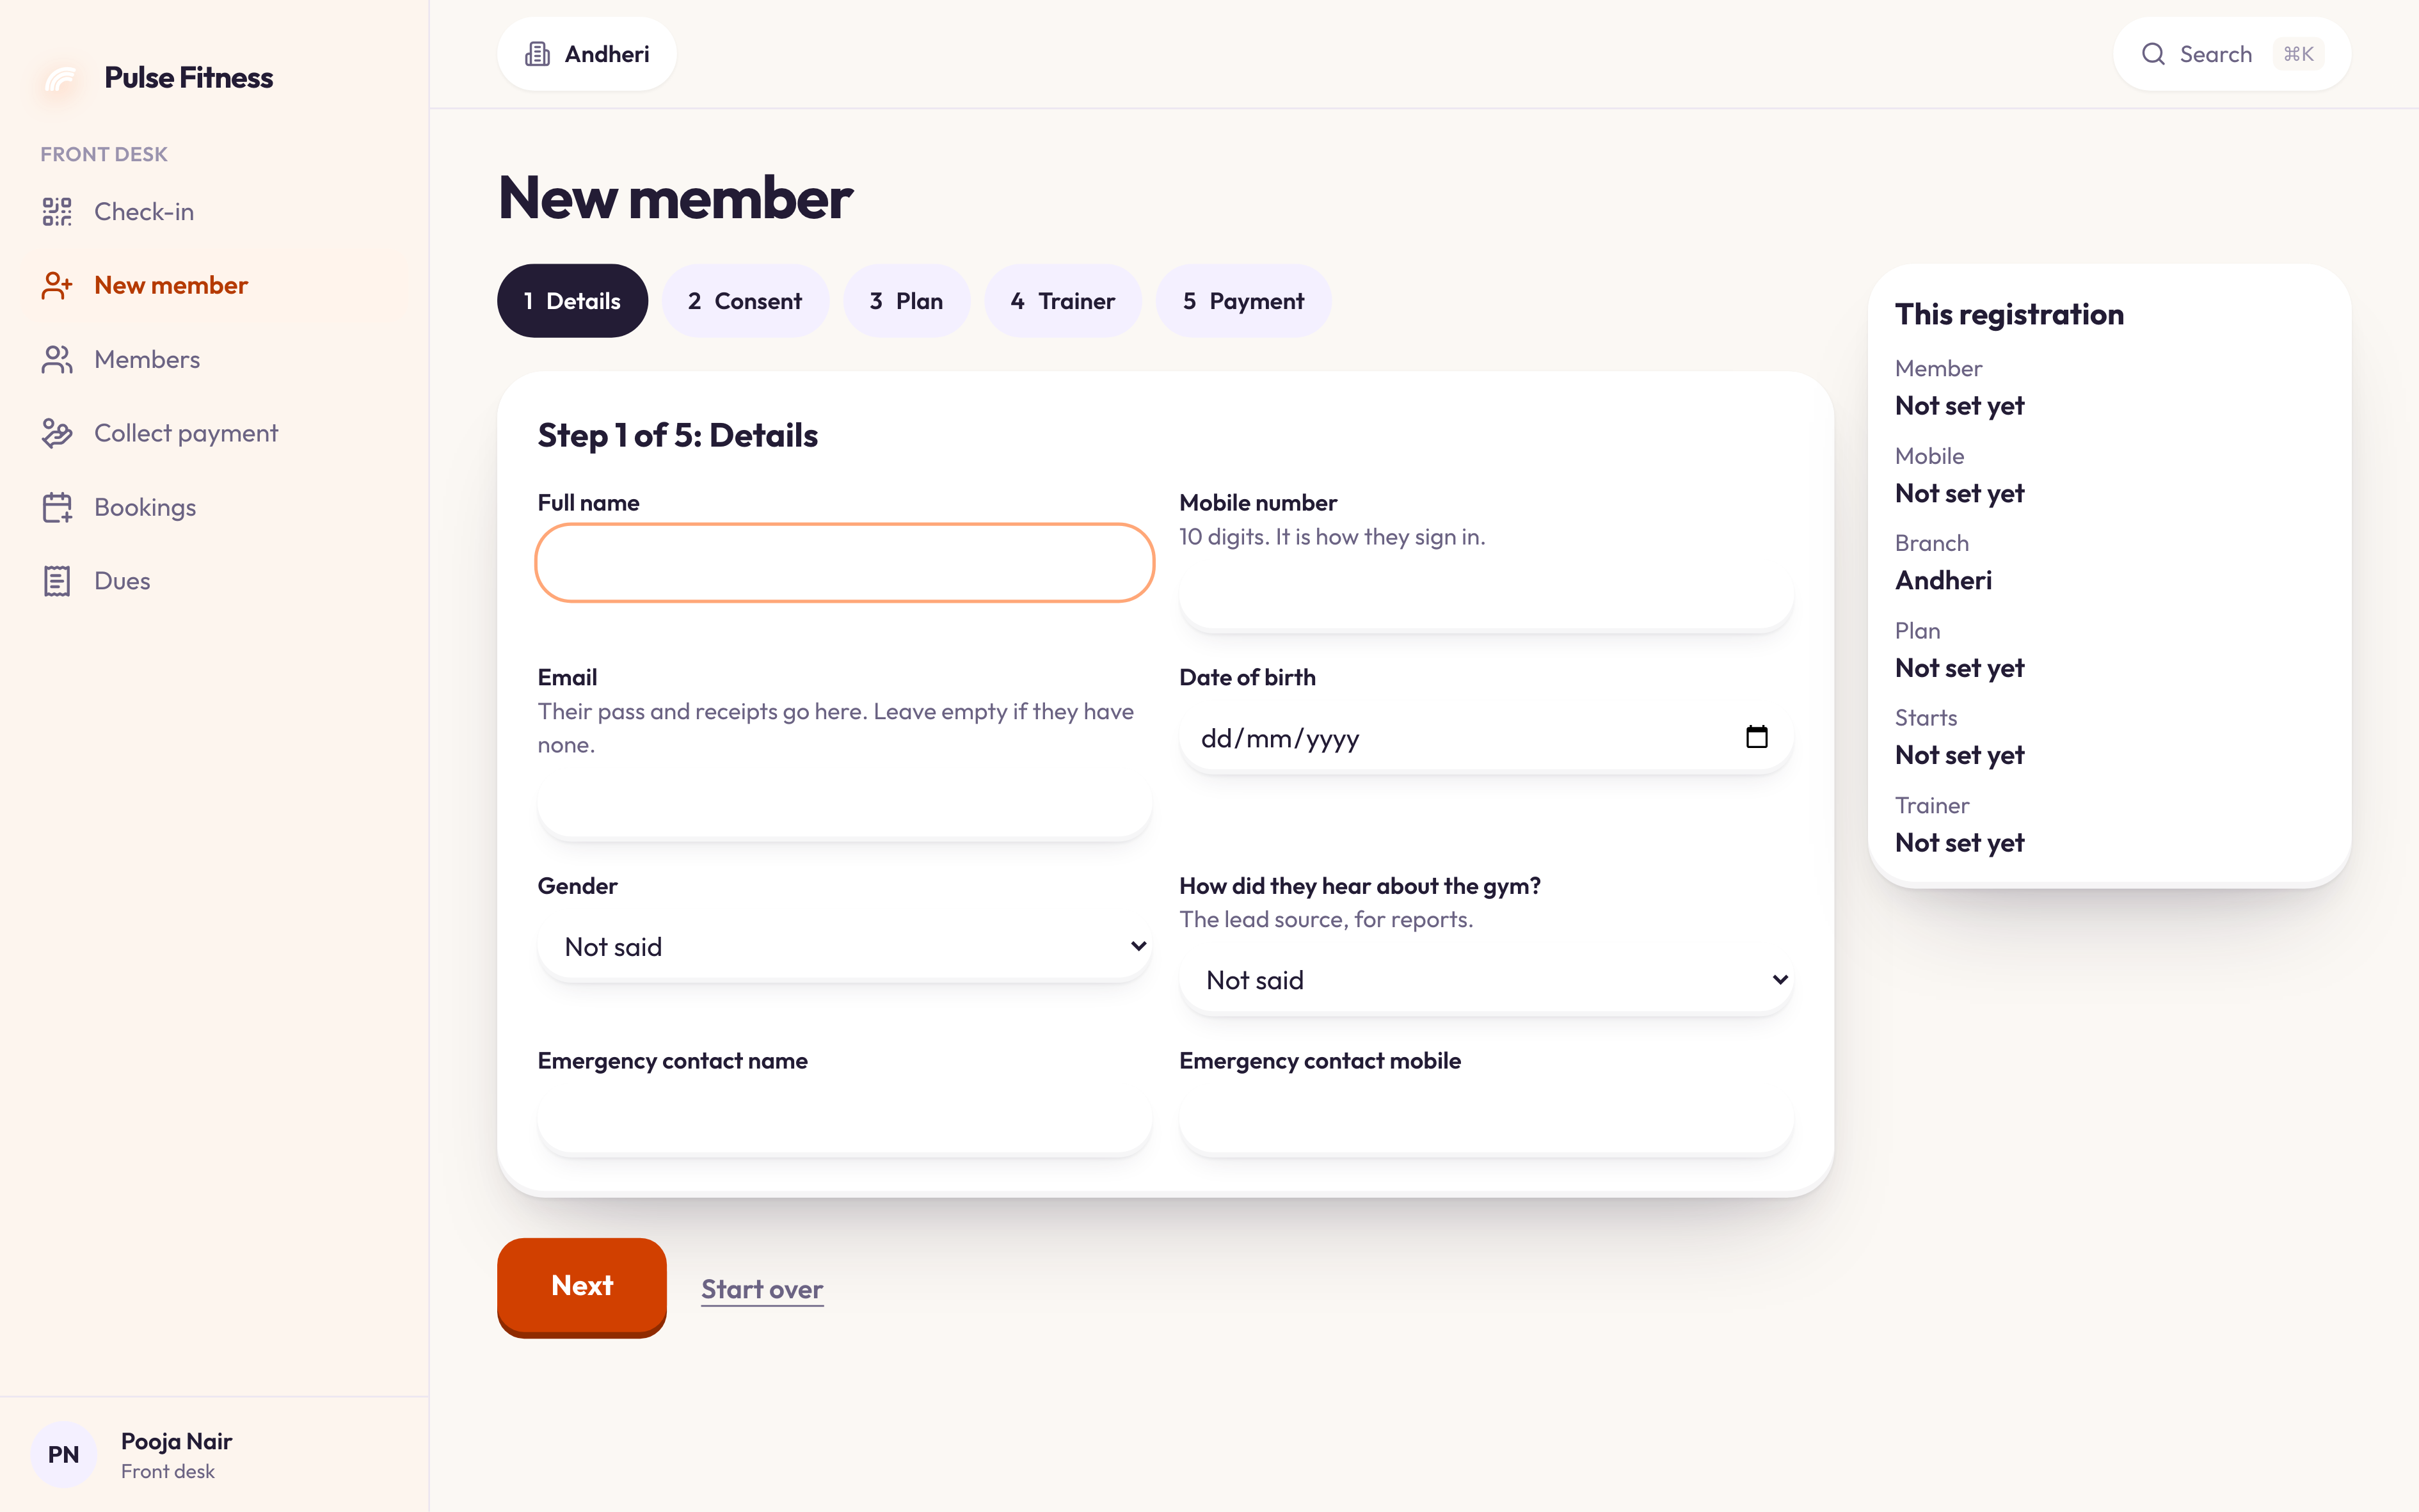 Pulse Fitness
FRONT DESK
Check-in
New member
Members
Collect payment
Bookings
Dues
PN
Pooja Nair
Front desk
Andheri
Search
⌘K
New member
1 Details
2 Consent
3 Plan
4 Trainer
5 Payment
Step 1 of 5: Details
Full name
Mobile number
10 digits. It is how they sign in.
Email
Their pass and receipts go here. Leave empty if they have
none.
Date of birth
dd/mm/yyyy
Gender
Not said
How did they hear about the gym?
The lead source, for reports.
Not said
Emergency contact name
Emergency contact mobile
Next
Start over
This registration
Member
Not set yet
Mobile
Not set yet
Branch
Andheri
Plan
Not set yet
Starts
Not set yet
Trainer
Not set yet